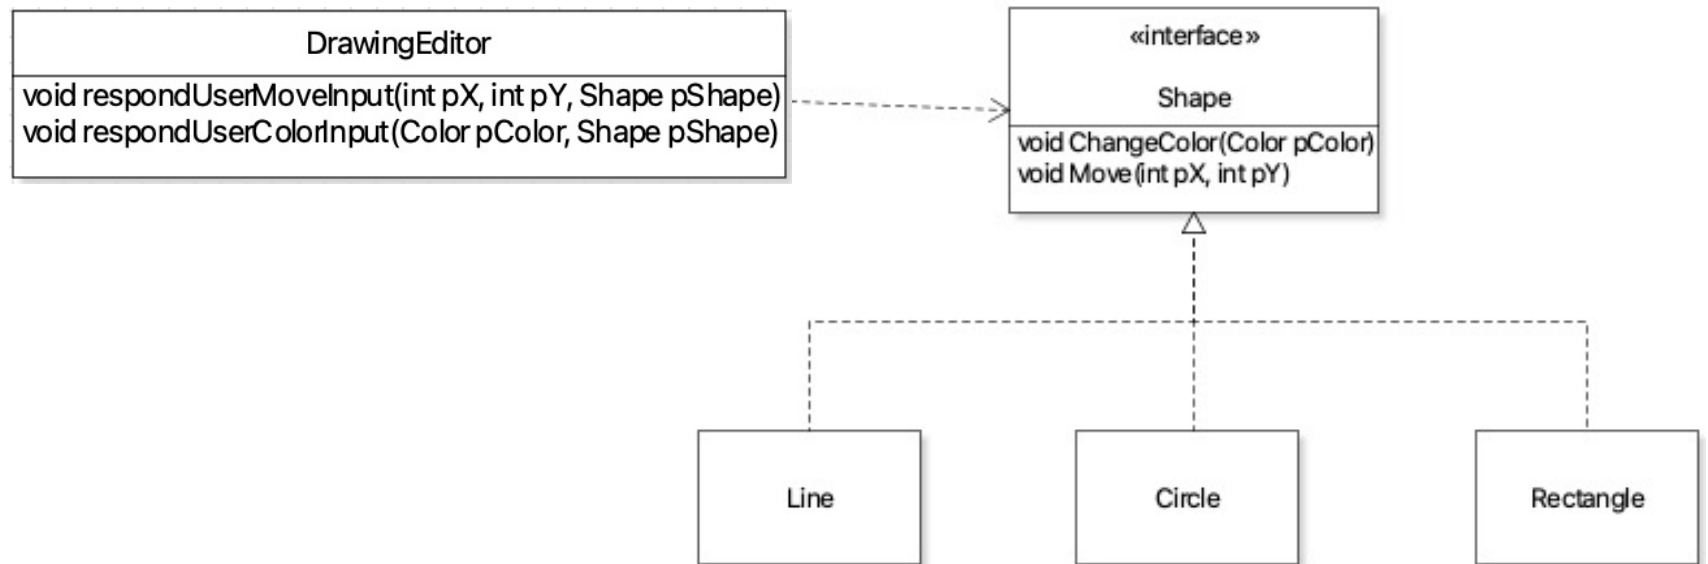 DrawingEditor
void respondUserMoveInput(int pX, int pY, Shape pShape)
void respondUserColorInput(Color pColor, Shape pShape)
«interface»
Shape
void ChangeColor(Color pColor)
void Move(int pX, int pY)
Line
Circle
Rectangle